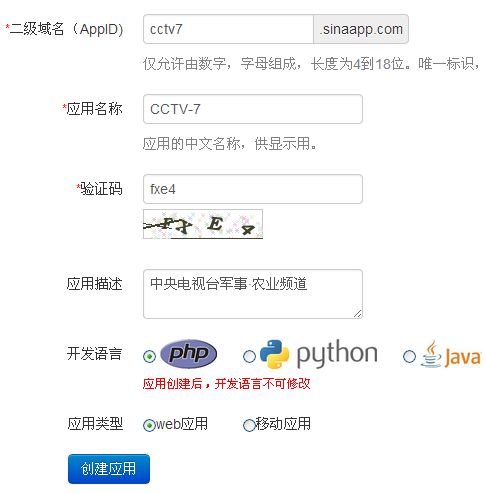 *二级域名（AppID) cctv7 .sinaapp.com
仅允许由数字，字母组成，长度为4到18位。唯一标识，
*应用名称 CCTV-7
应用的中文名称，供显示用。
*验证码 fxe4
FXE4
应用描述 中央电视台军事·农业频道
开发语言 php python Java
应用创建后，开发语言不可修改
应用类型 web应用 移动应用
创建应用